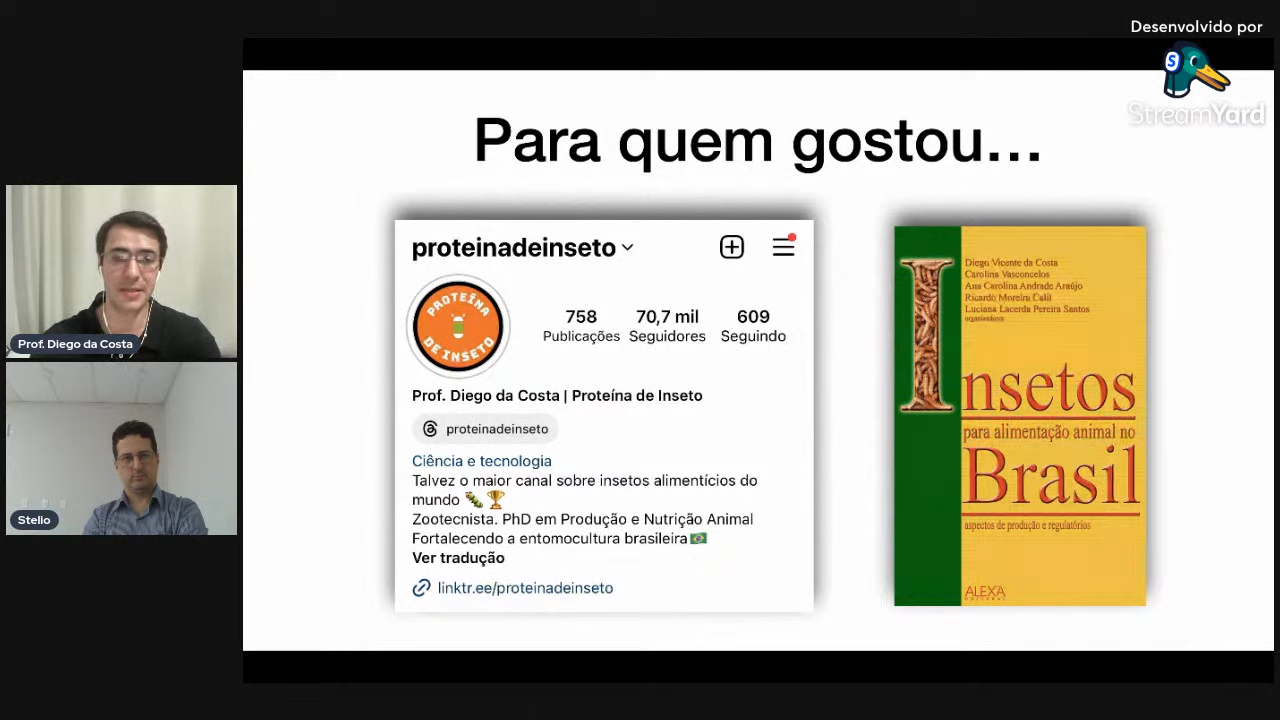 Desenvolvido por
StreamYard
Para quem gostou...
proteinadeinseto
PROTEÍNA
DE INSETO
758
70,7 mil
609
Publicações
Seguidores
Seguindo
Prof. Diego da Costa | Proteína de Inseto
proteinadeinseto
Ciência e tecnologia
Talvez o maior canal sobre insetos alimentícios do
mundo 🐛🏆
Zootecnista. PhD em Produção e Nutrição Animal
Fortalecendo a entomocultura brasileira🇧🇷
Ver tradução
linktr.ee/proteinadeinseto
Diego Vicente da Costa
Carolina Vasconcelos
Ana Carolina Andrade Araújo
Ricardo Moreira Calil
Luciana Lacerda Pereira Santos
organizadores
Insetos
para alimentação animal no
Brasil
aspectos de produção e regulatórios
ALEXA
EDITORIAL
Prof. Diego da Costa
Stelio